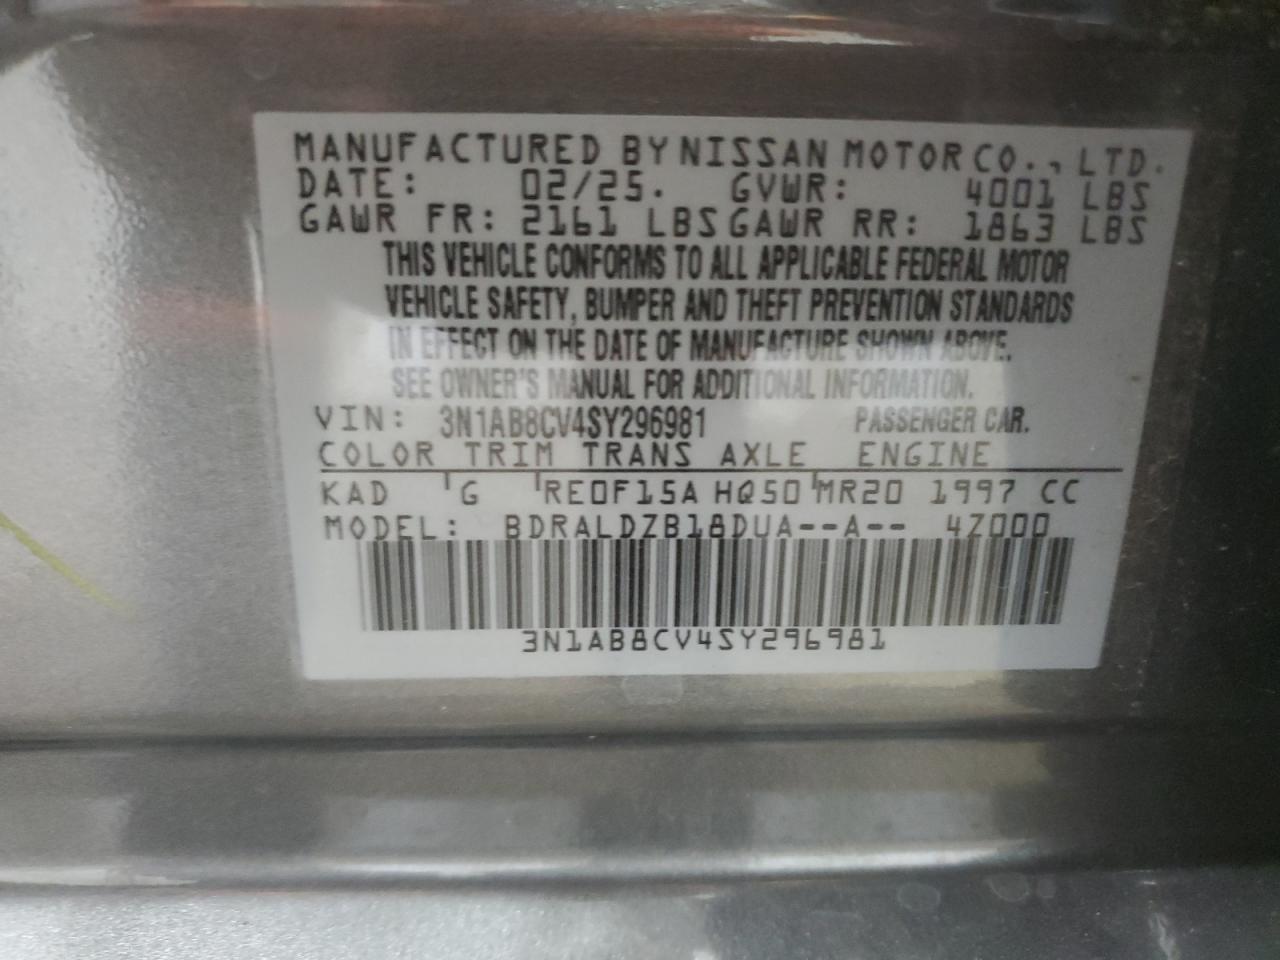 MANUFACTURED BY NISSAN MOTOR CO., LTD.
DATE: 02/25. GVWR: 4001 LBS
GAWR FR: 2161 LBS GAWR RR: 1863 LBS
THIS VEHICLE CONFORMS TO ALL APPLICABLE FEDERAL MOTOR
VEHICLE SAFETY, BUMPER AND THEFT PREVENTION STANDARDS
IN EFFECT ON THE DATE OF MANUFACTURE SHOWN ABOVE.
SEE OWNER'S MANUAL FOR ADDITIONAL INFORMATION.
VIN: 3N1AB8CV4SY296981 PASSENGER CAR.
COLOR TRIM TRANS AXLE ENGINE
KAD G RE0F15A HQ50 MR20 1997 CC
MODEL: BDRALDZB18DUA--A-- 4Z000
3N1AB8CV4SY296981